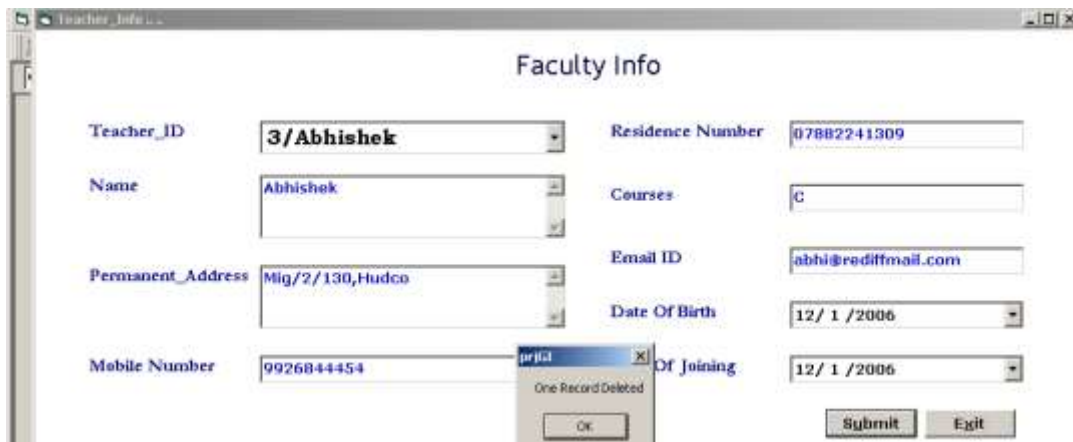 Teacher_Info ...
Faculty Info
Teacher_ID
3/Abhishek
Residence Number
07882241309
Name
Abhishek
Courses
C
Email ID
abhi@rediffmail.com
Permanent_Address
Mig/2/130,Hudco
Date Of Birth
12/ 1 /2006
Mobile Number
9926844454
Of Joining
12/ 1 /2006
One Record Deleted
OK
Submit
Exit